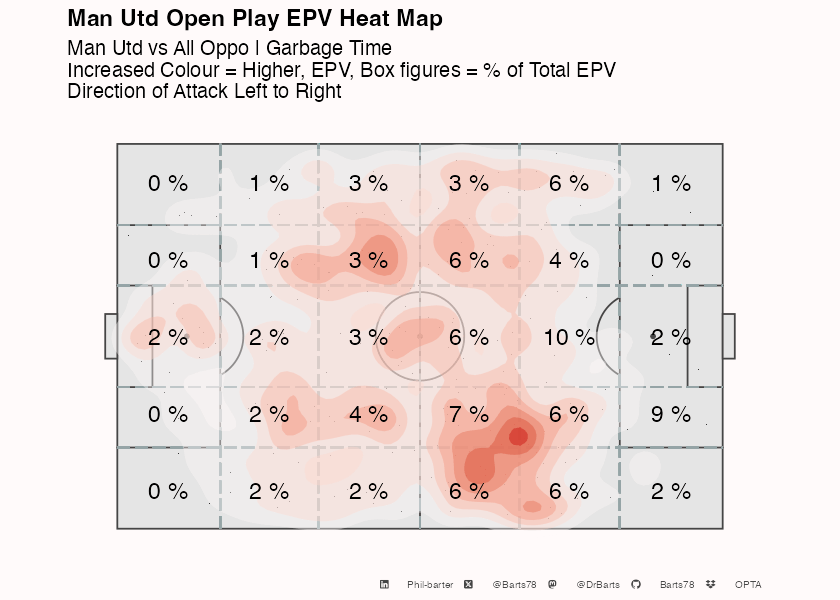 Man Utd Open Play EPV Heat Map
Man Utd vs All Oppo | Garbage Time
Increased Colour = Higher, EPV, Box figures = % of Total EPV
Direction of Attack Left to Right
0 % 1 % 3 % 3 % 6 % 1 %
0 % 1 % 3 % 6 % 4 % 0 %
2 % 2 % 3 % 6 % 10 % 2 %
0 % 2 % 4 % 7 % 6 % 9 %
0 % 2 % 2 % 6 % 6 % 2 %
Phil-barter @Barts78 @DrBarts Barts78 OPTA